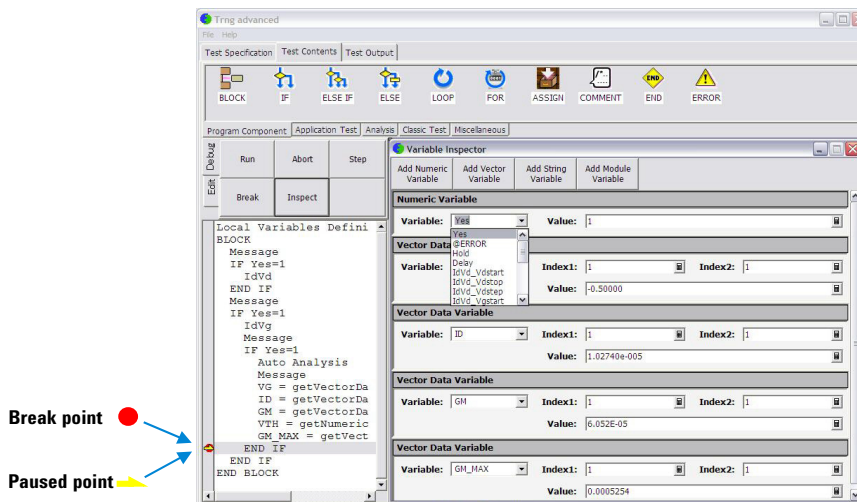 Trng advanced
File Help
Test Specification Test Contents Test Output
BLOCK IF ELSE IF ELSE LOOP FOR ASSIGN COMMENT END ERROR
Program Component Application Test Analysis Classic Test Miscellaneous
Debug
Edit
Run Abort Step
Break Inspect
Local Variables Defini
BLOCK
Message
IF Yes=1
IdVd
END IF
Message
IF Yes=1
IdVg
Message
IF Yes=1
Auto Analysis
Message
VG = getVectorDa
ID = getVectorDa
GM = getVectorDa
VTH = getNumeric
GM_MAX = getVect
END IF
END IF
END BLOCK
Break point
Paused point
Variable Inspector
Add Numeric Variable
Add Vector Variable
Add String Variable
Add Module Variable
Numeric Variable
Variable: Yes Value: 1
Yes
@ERROR
Hold
Delay
IdVd_Vdstart
IdVd_Vdstop
IdVd_Vdstep
IdVd_Vgstart
Vector Data
Variable: Index1: 1 Index2: 1
Value: -0.50000
Vector Data Variable
Variable: ID Index1: 1 Index2: 1
Value: 1.02740e-005
Vector Data Variable
Variable: GM Index1: 1 Index2: 1
Value: 6.052E-05
Vector Data Variable
Variable: GM_MAX Index1: 1 Index2: 1
Value: 0.0005254